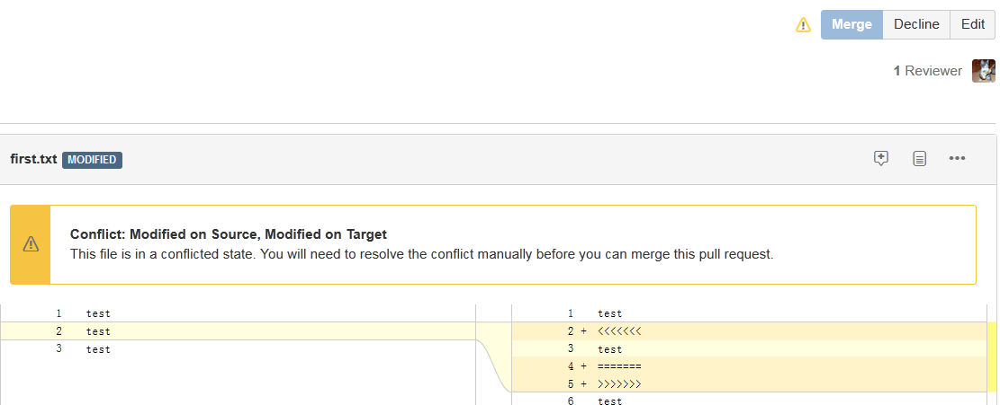 Merge Decline Edit
1 Reviewer
first.txt MODIFIED
Conflict: Modified on Source, Modified on Target
This file is in a conflicted state. You will need to resolve the conflict manually before you can merge this pull request.
1 test 1 test
2 test 2 + <<<<<<<
3 test 3 test
4 + =======
5 + >>>>>>>
6 test